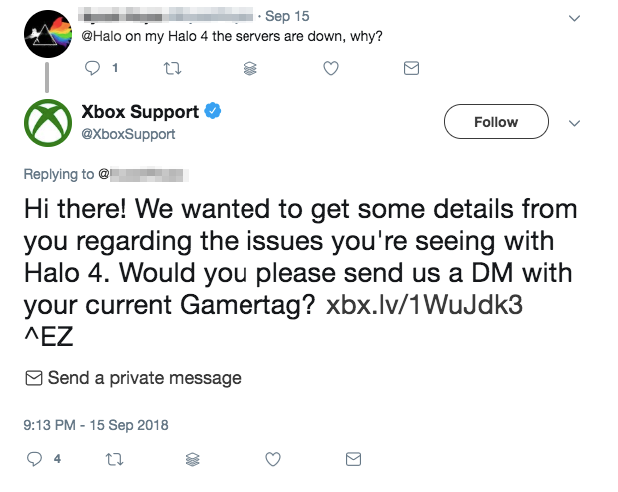 · Sep 15
@Halo on my Halo 4 the servers are down, why?
1
Xbox Support
@XboxSupport
Follow
Replying to @
Hi there! We wanted to get some details from
you regarding the issues you're seeing with
Halo 4. Would you please send us a DM with
your current Gamertag? xbx.lv/1WuJdk3
^EZ
Send a private message
9:13 PM - 15 Sep 2018
4